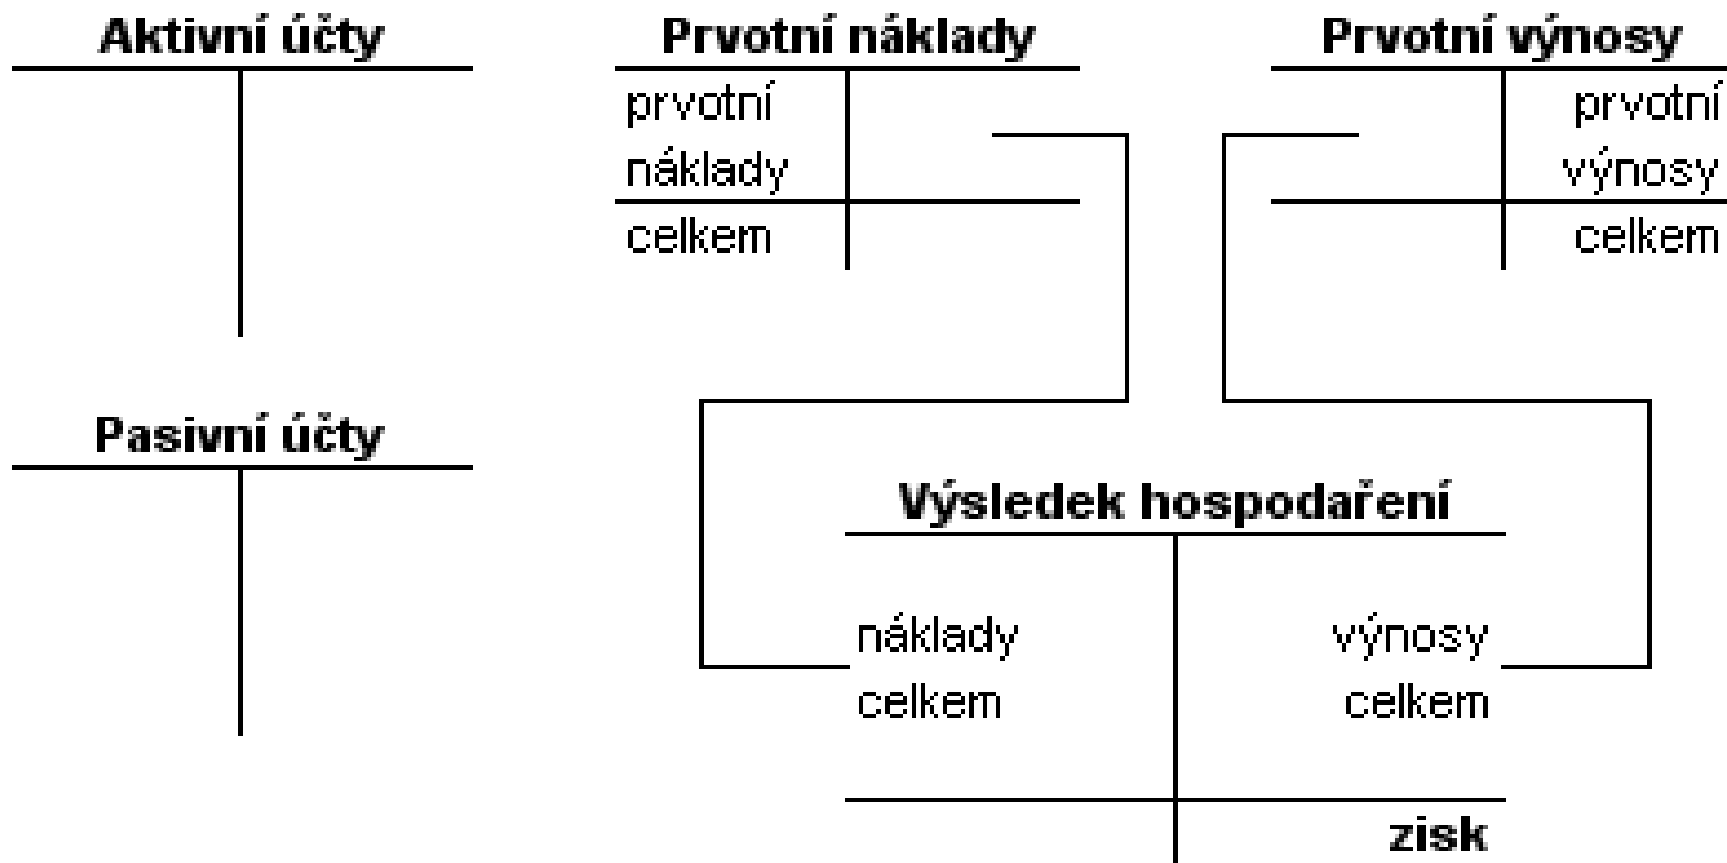 Aktivní účty
Prvotní náklady
Prvotní výnosy
prvotní
náklady
celkem
prvotní
výnosy
celkem
Pasivní účty
Výsledek hospodaření
náklady
celkem
výnosy
celkem
zisk